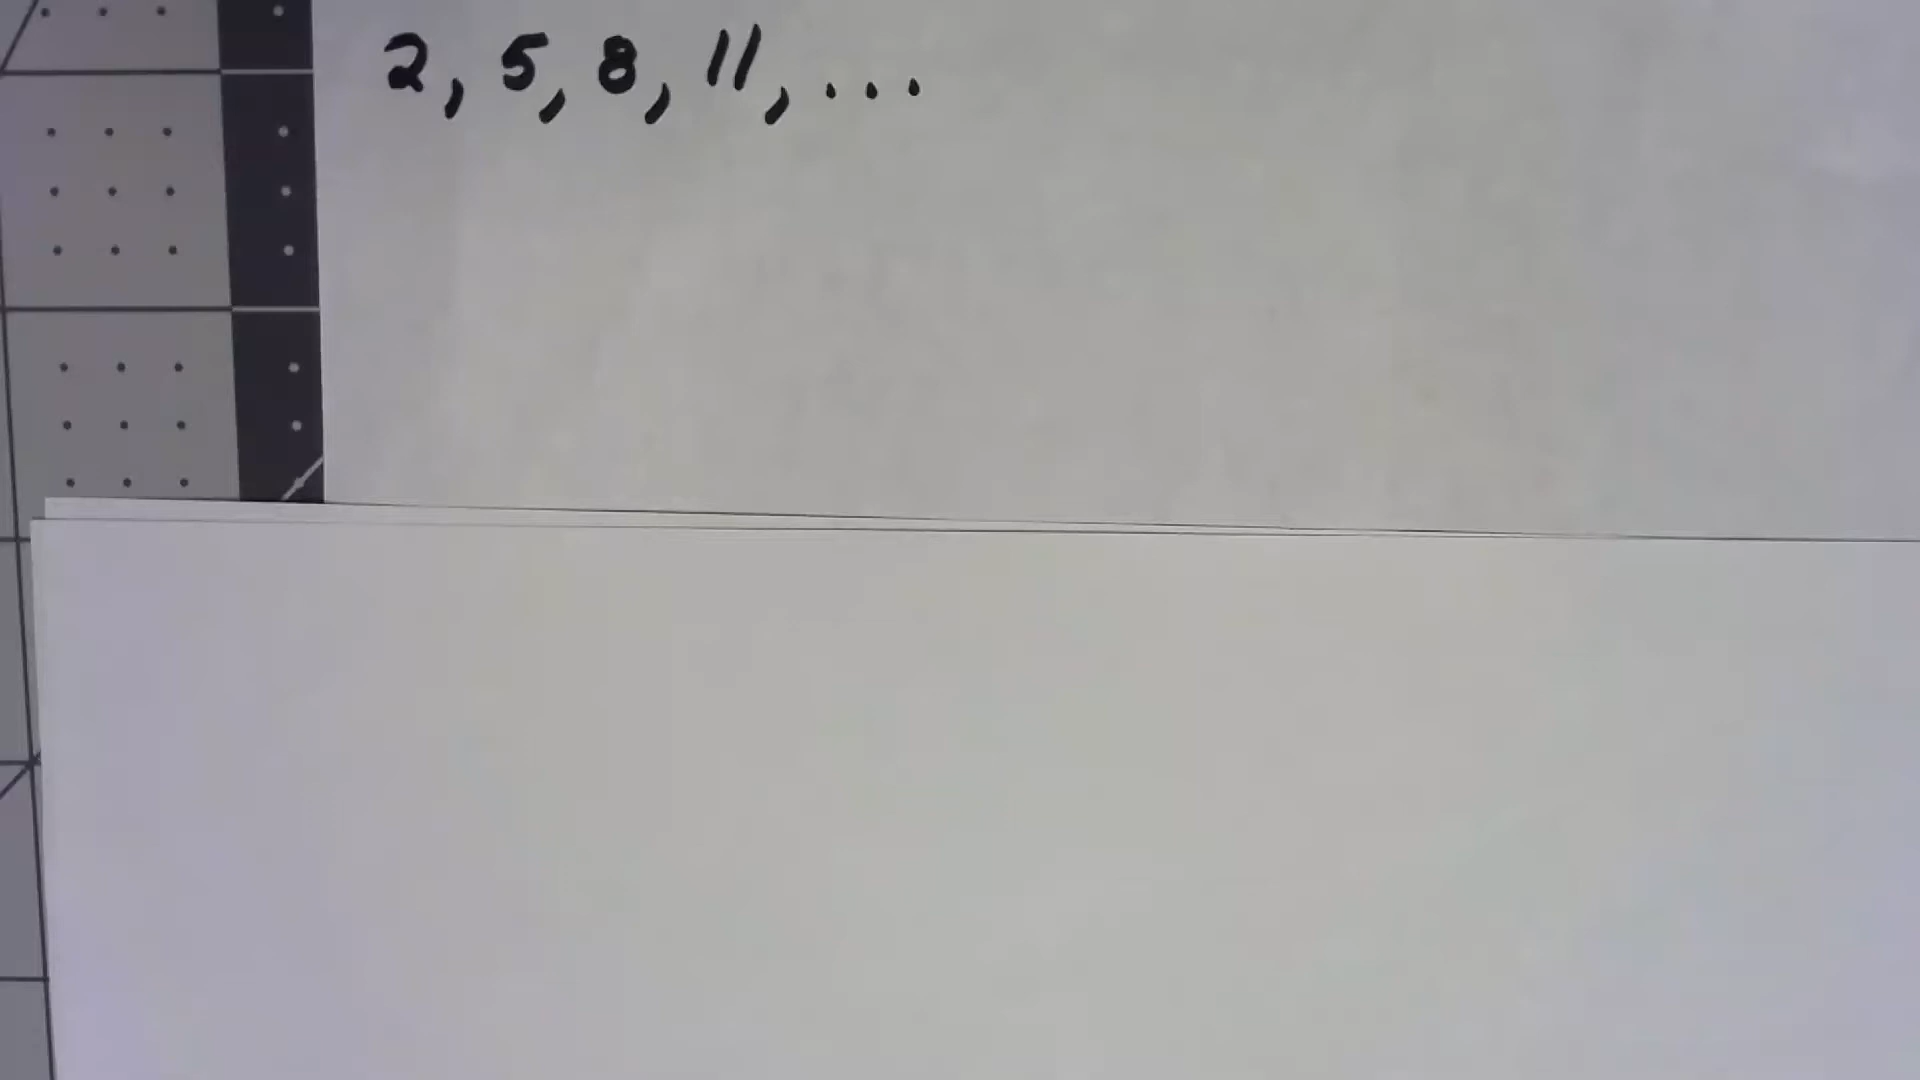 2, 5, 8, 11, ...